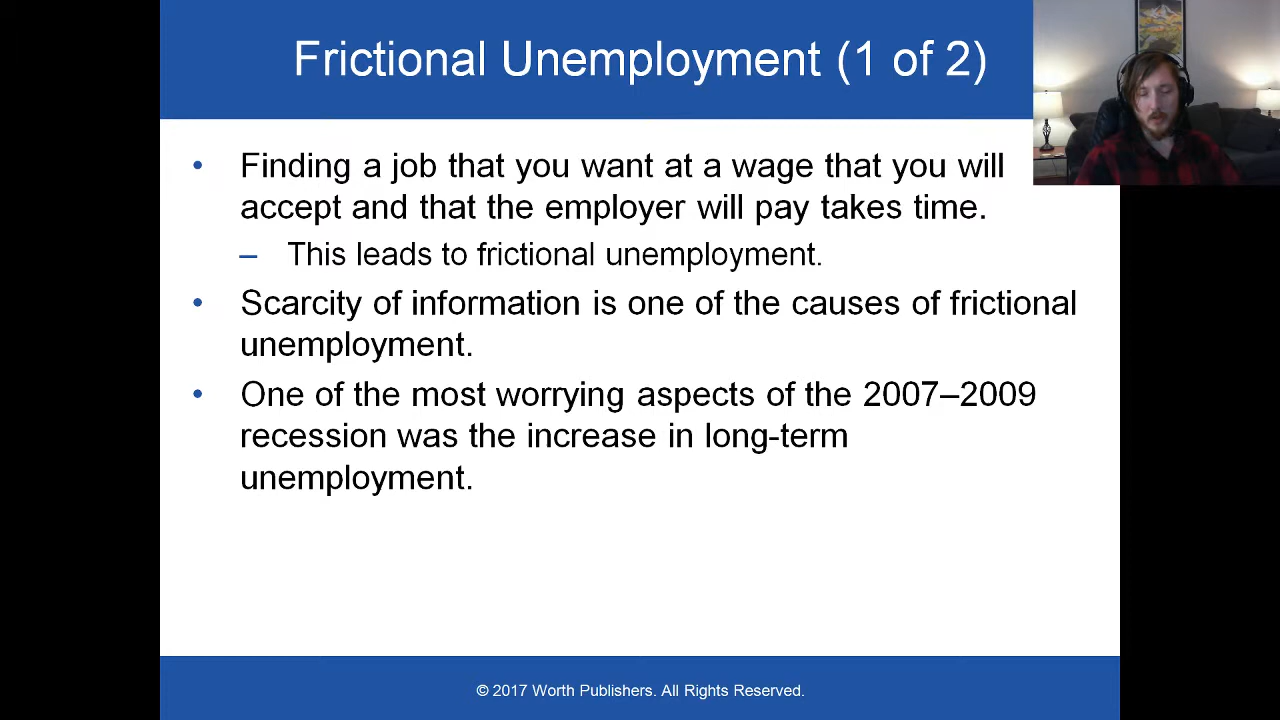 Frictional Unemployment (1 of 2)
• Finding a job that you want at a wage that you will
accept and that the employer will pay takes time.
– This leads to frictional unemployment.
• Scarcity of information is one of the causes of frictional
unemployment.
• One of the most worrying aspects of the 2007–2009
recession was the increase in long-term
unemployment.
© 2017 Worth Publishers. All Rights Reserved.